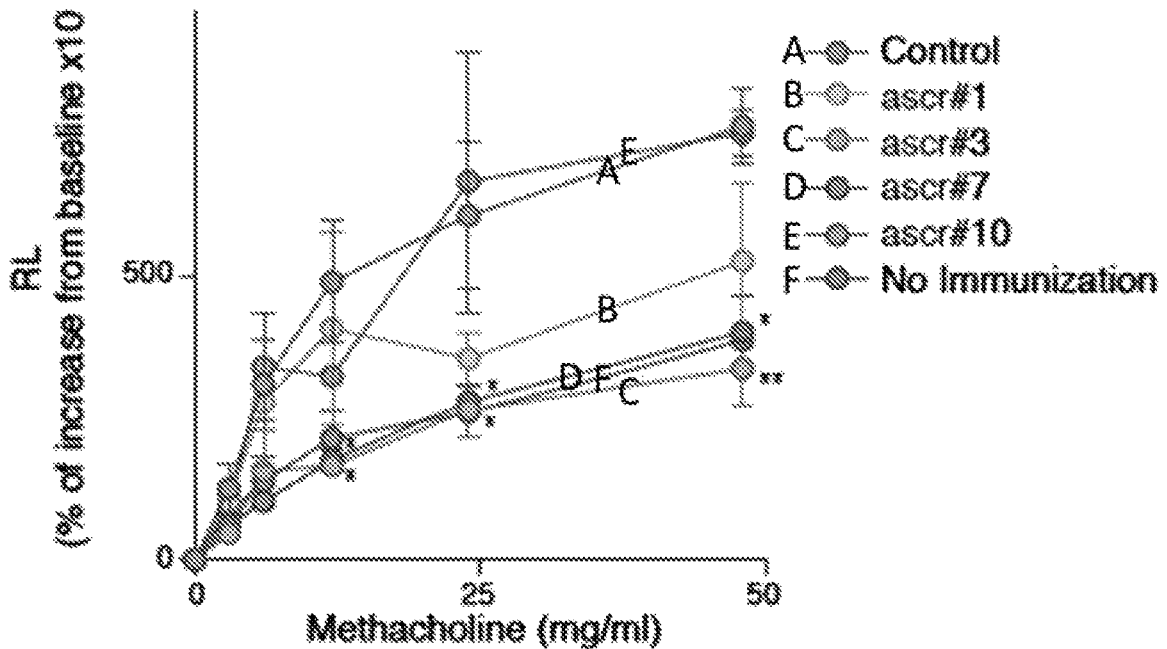 RL
(% of increase from baseline x10
500
0
0
25
50
Methacholine (mg/ml)
A Control
B ascr#1
C ascr#3
D ascr#7
E ascr#10
F No Immunization
E
A
B
D F
C
*
**
*
*
*
*